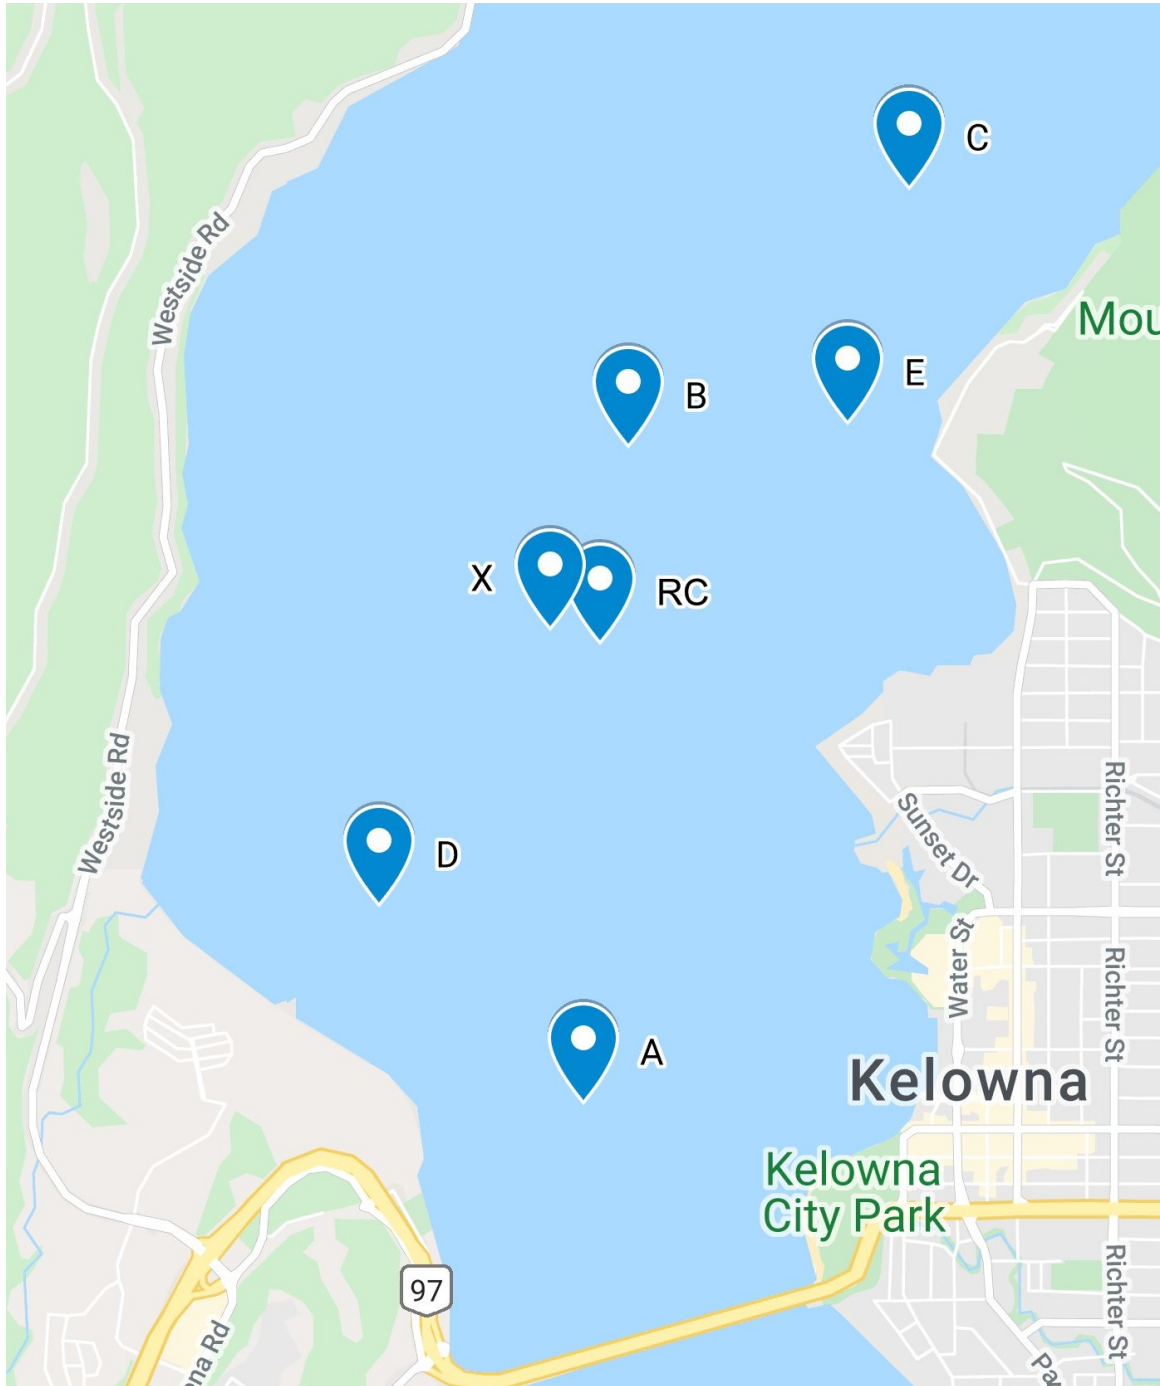 C
Westside Rd
Mou
E
B
X
RC
Westside Rd
Richter St
Sunset Dr
D
Water St
Richter St
A
Kelowna
Kelowna
City Park
Richter St
97
ona Rd
Pa